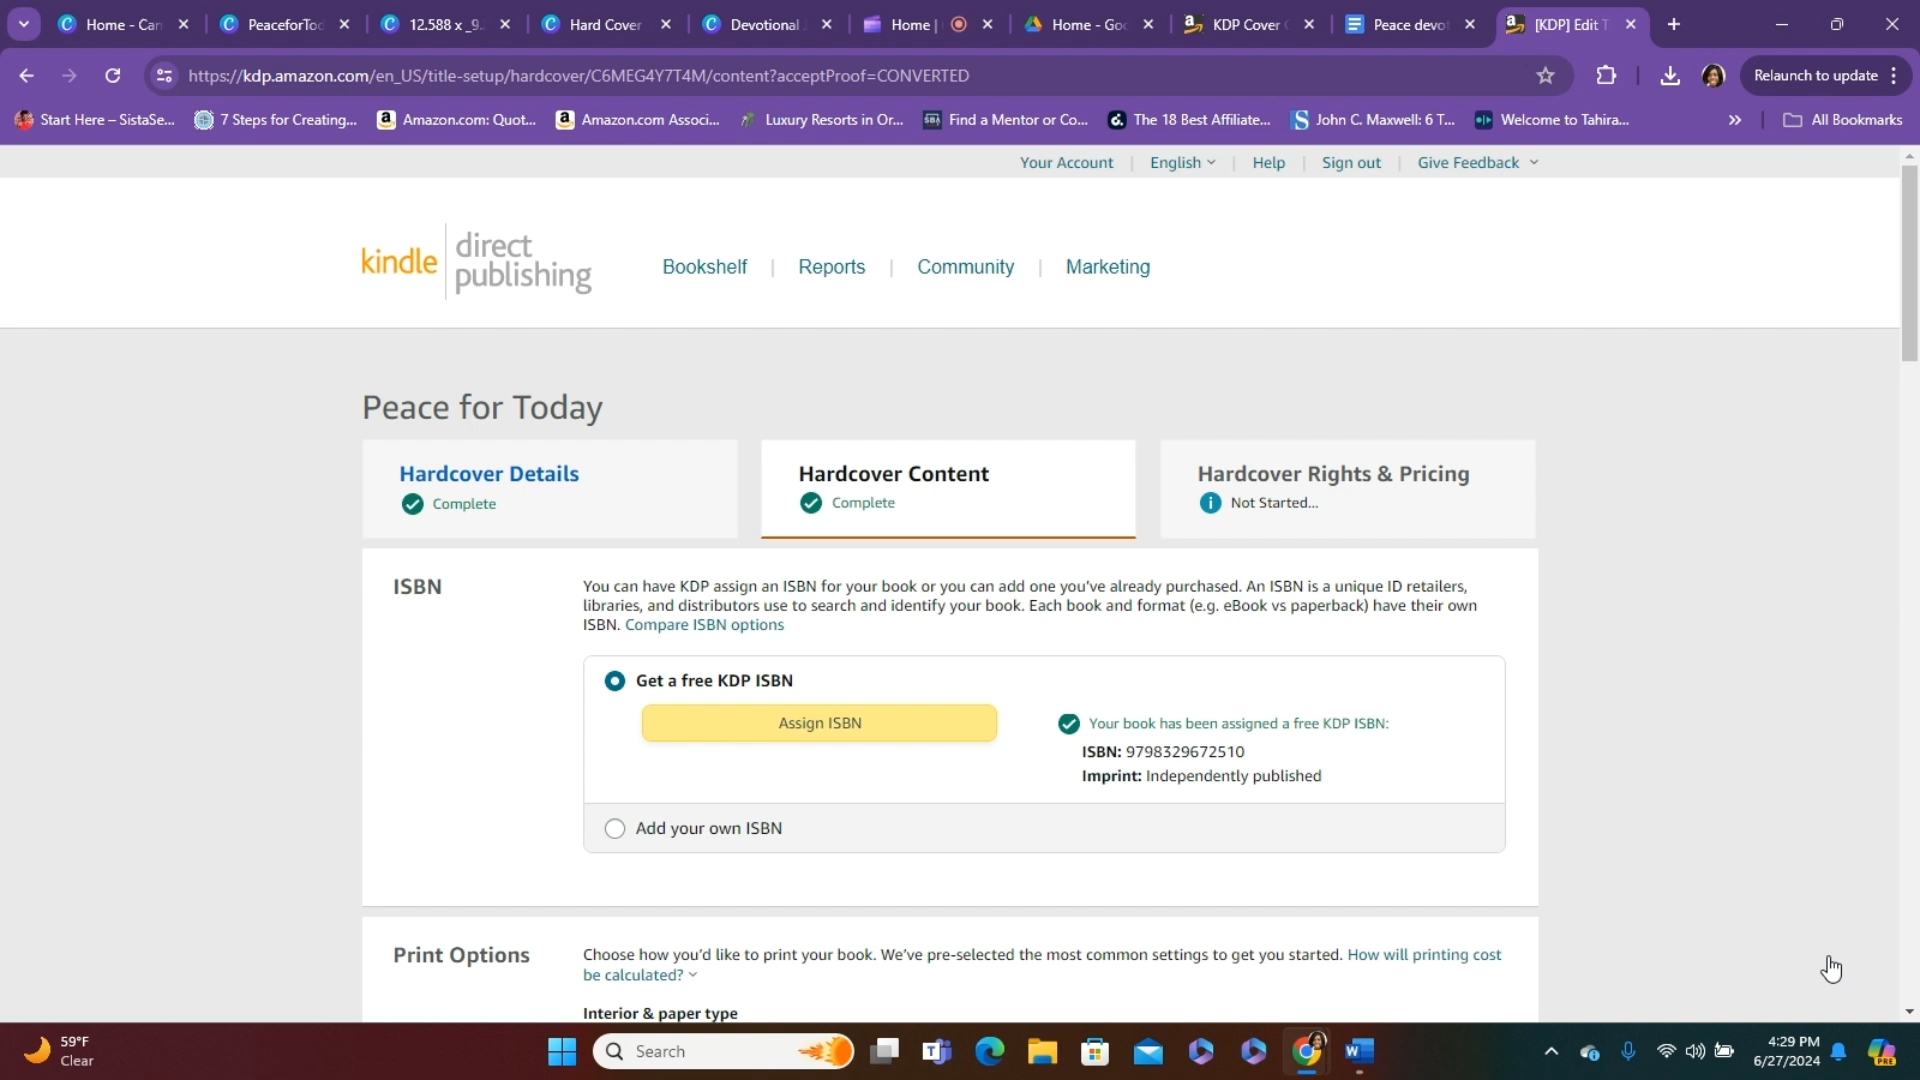 Home - Can
PeaceforTod
12.588 x _9.
Hard Cover
Devotional
Home |
Home - Goo
KDP Cover C
Peace devot
[KDP] Edit T
https://kdp.amazon.com/en_US/title-setup/hardcover/C6MEG4Y7T4M/content?acceptProof=CONVERTED
Relaunch to update
Start Here – SistaSe...
7 Steps for Creating...
Amazon.com: Quot...
Amazon.com Associ...
Luxury Resorts in Or...
Find a Mentor or Co...
The 18 Best Affiliate...
John C. Maxwell: 6 T...
Welcome to Tahira...
All Bookmarks
Your Account
English
Help
Sign out
Give Feedback
kindle direct publishing
Bookshelf
Reports
Community
Marketing
Peace for Today
Hardcover Details
Complete
Hardcover Content
Complete
Hardcover Rights & Pricing
Not Started...
ISBN
You can have KDP assign an ISBN for your book or you can add one you've already purchased. An ISBN is a unique ID retailers,
libraries, and distributors use to search and identify your book. Each book and format (e.g. eBook vs paperback) have their own
ISBN. Compare ISBN options
Get a free KDP ISBN
Assign ISBN
Your book has been assigned a free KDP ISBN:
ISBN: 9798329672510
Imprint: Independently published
Add your own ISBN
Print Options
Choose how you'd like to print your book. We've pre-selected the most common settings to get you started. How will printing cost
be calculated?
Interior & paper type
59°F
Clear
Search
4:29 PM
6/27/2024